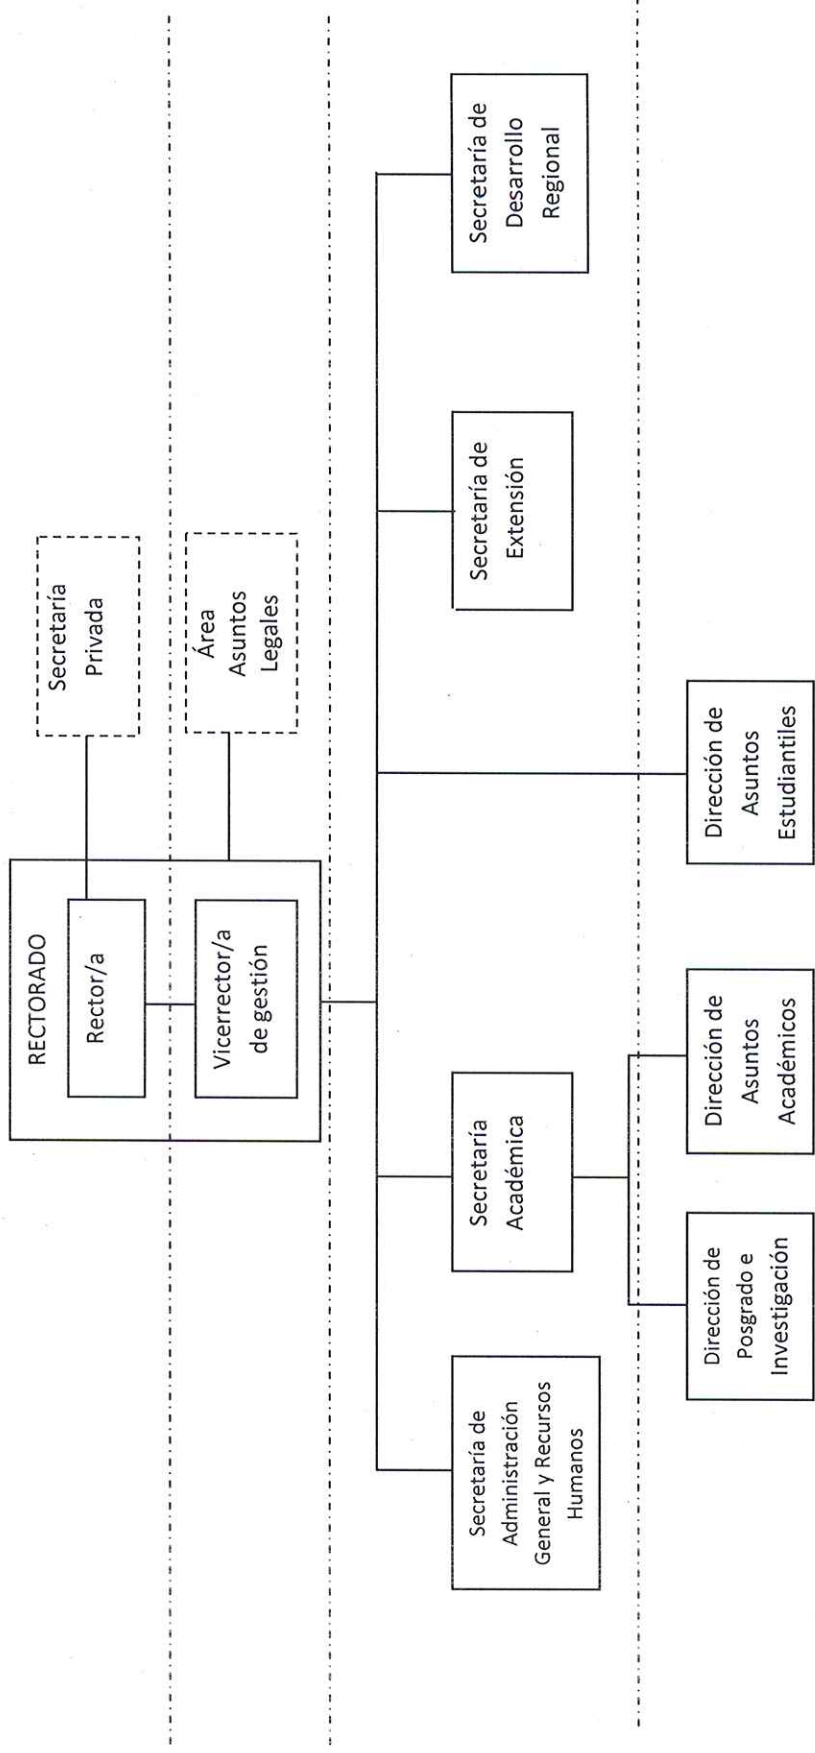 RECTORADO
Rector/a
Secretaría
Privada
Vicerrector/a
de gestión
Área
Asuntos
Legales
Secretaría de
Administración
General y Recursos
Humanos
Secretaría
Académica
Secretaría de
Extensión
Secretaría de
Desarrollo
Regional
Dirección de
Posgrado e
Investigación
Dirección de
Asuntos
Académicos
Dirección de
Asuntos
Estudiantiles